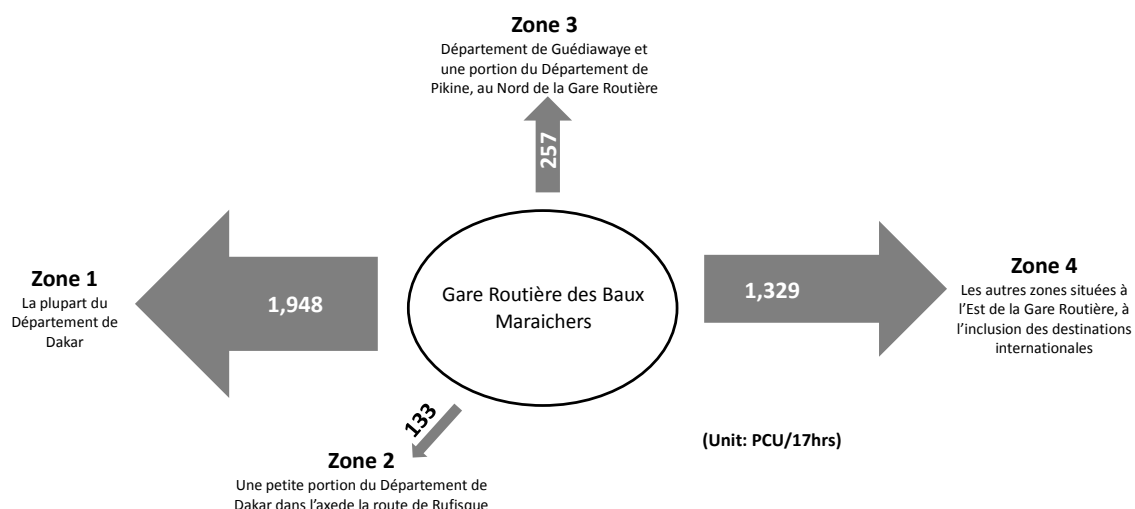 Zone 3
Département de Guédiawaye et
une portion du Département de
Pikine, au Nord de la Gare Routière
257
Zone 1
La plupart du
Département de
Dakar
1,948
Gare Routière des Baux
Maraichers
1,329
Zone 4
Les autres zones situées à
l'Est de la Gare Routière, à
l'inclusion des destinations
internationales
133
(Unit: PCU/17hrs)
Zone 2
Une petite portion du Département de
Dakar dans l'axede la route de Rufisque